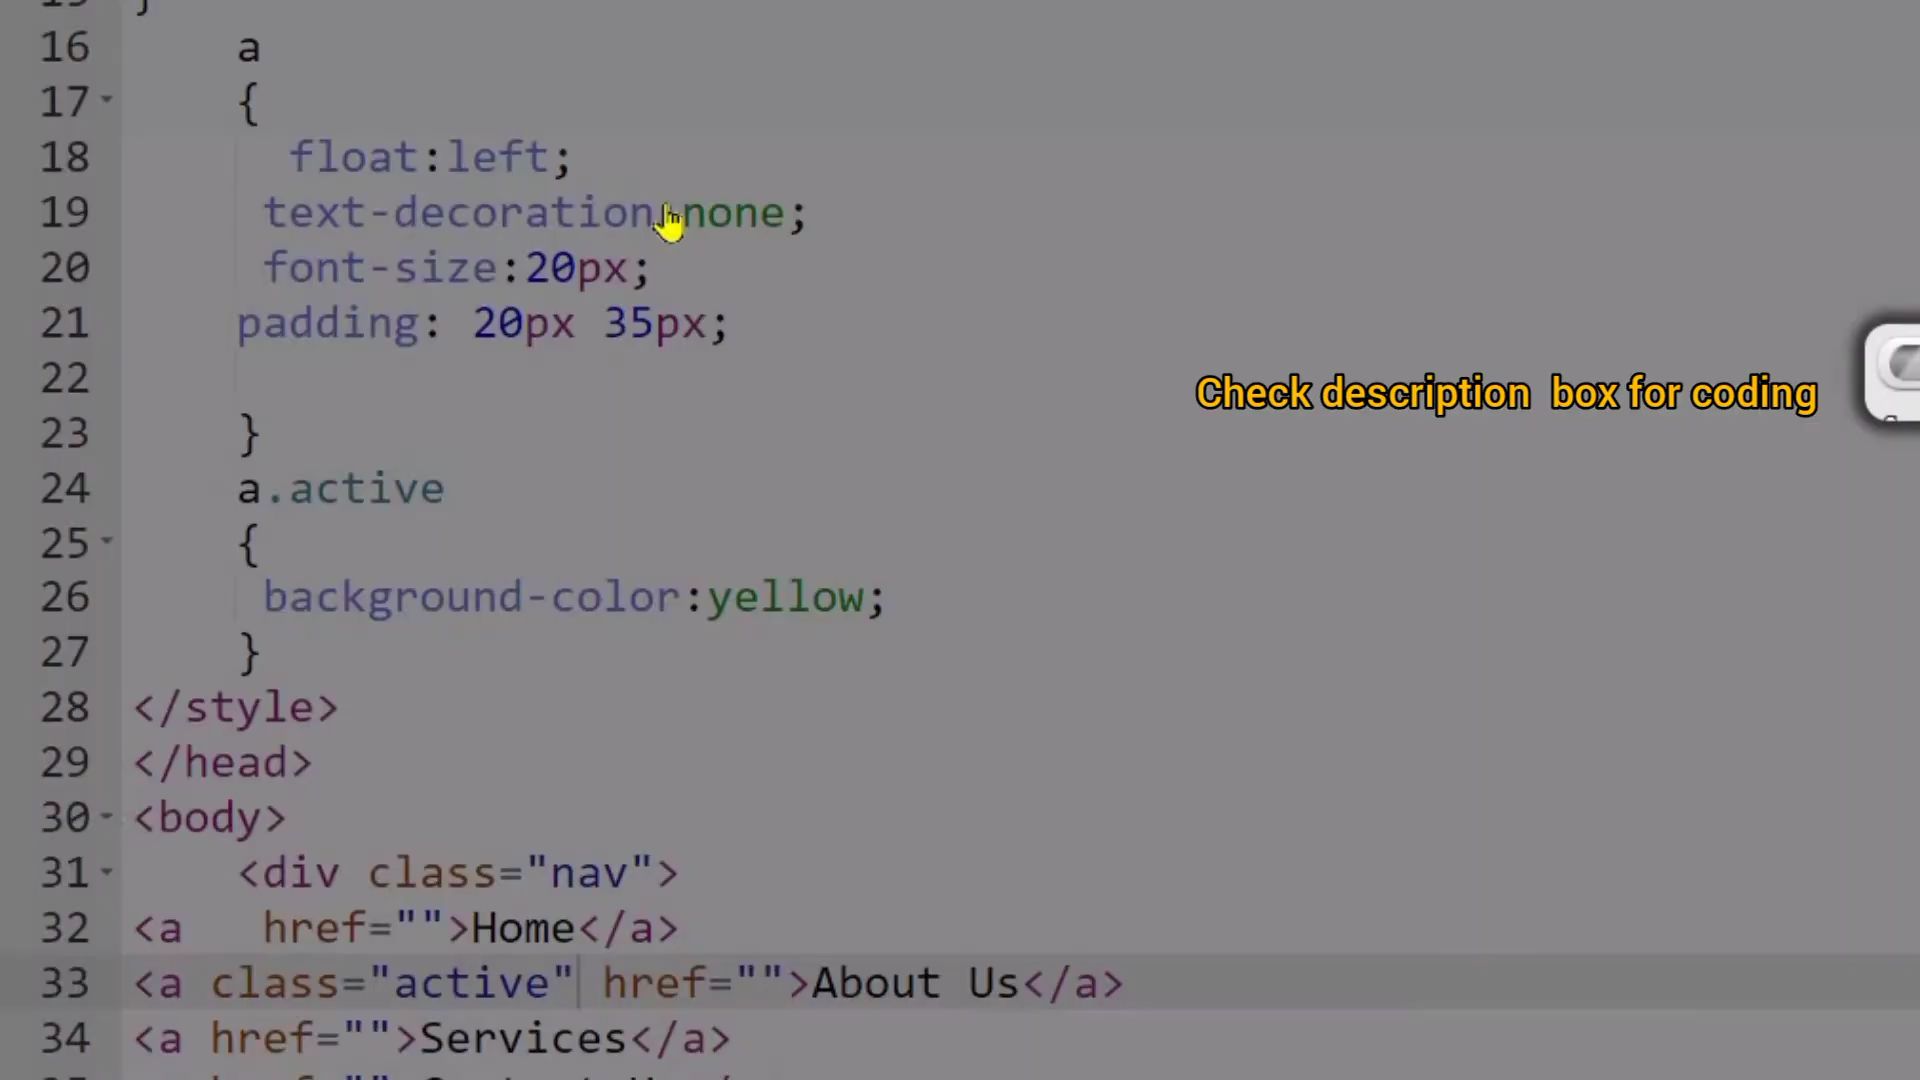 }
16 a
17 {
18 float:left;
19 text-decoration none;
20 font-size:20px;
21 padding: 20px 35px;
22
23 }
24 a.active
25 {
26 background-color:yellow;
27 }
28 </style>
29 </head>
30 <body>
31 <div class="nav">
32 <a   href="">Home</a>
33 <a class="active" href="">About Us</a>
34 <a href="">Services</a>
Check description  box for coding